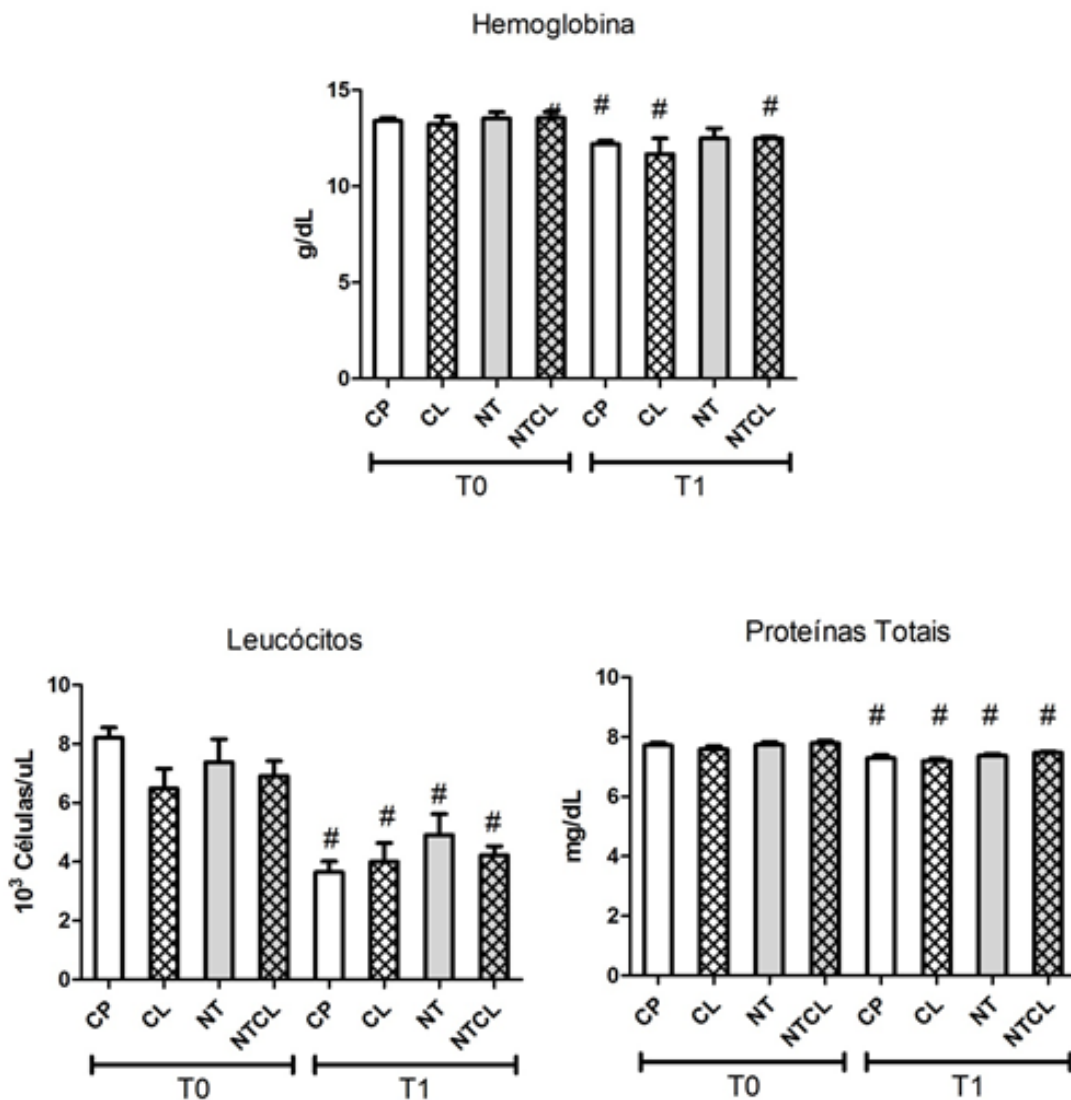 Hemoglobina
15
10
5
0
g/dL
#
#
#
#
CP
CL
NT
NTCL
CP
CL
NT
NTCL
T0
T1
Leucócitos
10
8
6
4
2
0
10³ Células/uL
#
#
#
#
CP
CL
NT
NTCL
CP
CL
NT
NTCL
T0
T1
Proteínas Totais
10
8
6
4
2
0
mg/dL
#
#
#
#
CP
CL
NT
NTCL
CP
CL
NT
NTCL
T0
T1